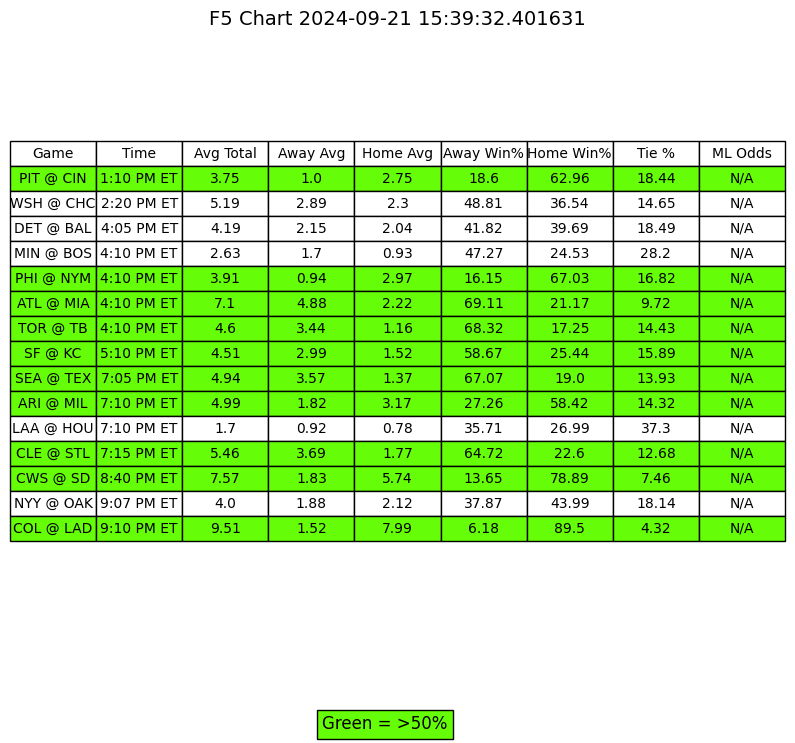 F5 Chart 2024-09-21 15:39:32.401631
Game Time Avg Total Away Avg Home Avg Away Win% Home Win% Tie % ML Odds
PIT @ CIN 1:10 PM ET 3.75 1.0 2.75 18.6 62.96 18.44 N/A
WSH @ CHC 2:20 PM ET 5.19 2.89 2.3 48.81 36.54 14.65 N/A
DET @ BAL 4:05 PM ET 4.19 2.15 2.04 41.82 39.69 18.49 N/A
MIN @ BOS 4:10 PM ET 2.63 1.7 0.93 47.27 24.53 28.2 N/A
PHI @ NYM 4:10 PM ET 3.91 0.94 2.97 16.15 67.03 16.82 N/A
ATL @ MIA 4:10 PM ET 7.1 4.88 2.22 69.11 21.17 9.72 N/A
TOR @ TB 4:10 PM ET 4.6 3.44 1.16 68.32 17.25 14.43 N/A
SF @ KC 5:10 PM ET 4.51 2.99 1.52 58.67 25.44 15.89 N/A
SEA @ TEX 7:05 PM ET 4.94 3.57 1.37 67.07 19.0 13.93 N/A
ARI @ MIL 7:10 PM ET 4.99 1.82 3.17 27.26 58.42 14.32 N/A
LAA @ HOU 7:10 PM ET 1.7 0.92 0.78 35.71 26.99 37.3 N/A
CLE @ STL 7:15 PM ET 5.46 3.69 1.77 64.72 22.6 12.68 N/A
CWS @ SD 8:40 PM ET 7.57 1.83 5.74 13.65 78.89 7.46 N/A
NYY @ OAK 9:07 PM ET 4.0 1.88 2.12 37.87 43.99 18.14 N/A
COL @ LAD 9:10 PM ET 9.51 1.52 7.99 6.18 89.5 4.32 N/A
Green = >50%